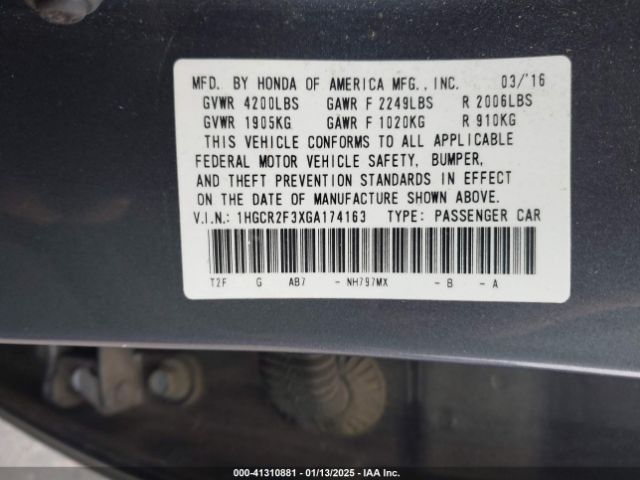 MFD. BY HONDA OF AMERICA MFG., INC. 03/'16
GVWR 4200LBS GAWR F 2249LBS R 2006LBS
GVWR 1905KG GAWR F 1020KG R 910KG
THIS VEHICLE CONFORMS TO ALL APPLICABLE
FEDERAL MOTOR VEHICLE SAFETY, BUMPER,
AND THEFT PREVENTION STANDARDS IN EFFECT
ON THE DATE OF MANUFACTURE SHOWN ABOVE.
V.I.N.: 1HGCR2F3XGA174163 TYPE: PASSENGER CAR
T2F G AB7 - NH797MX - B - A
000-41310881 - 01/13/2025 - IAA Inc.